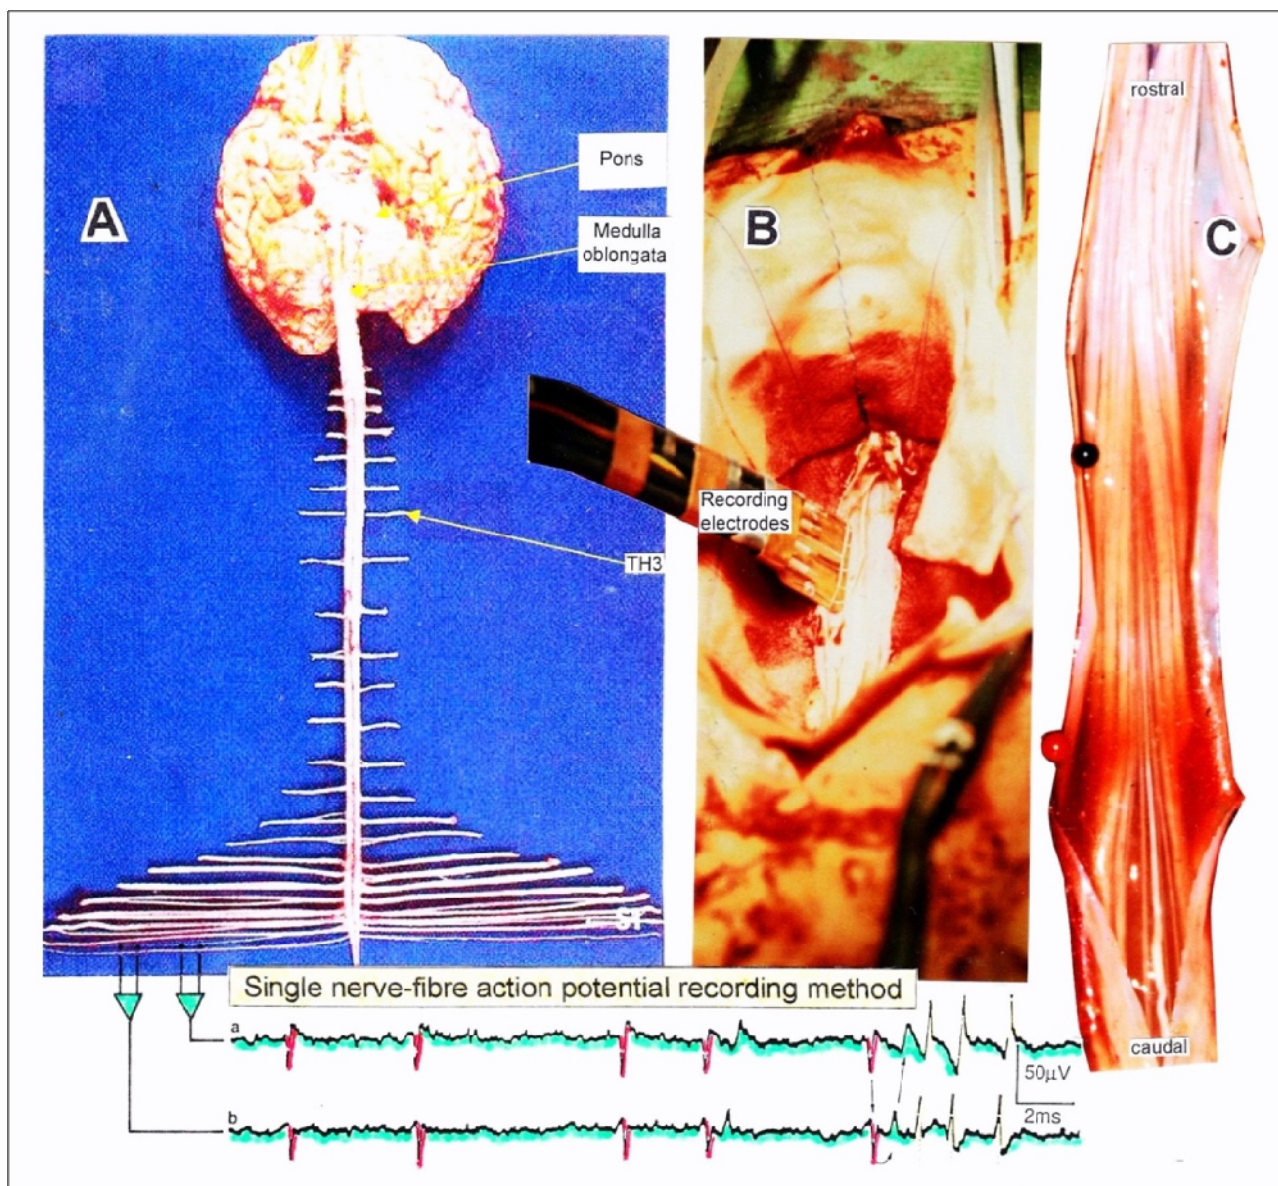 A
Pons
Medulla
oblongata
TH3
B
Recording
electrodes
rostral
C
caudal
Single nerve-fibre action potential recording method
a
50μV
2ms
b